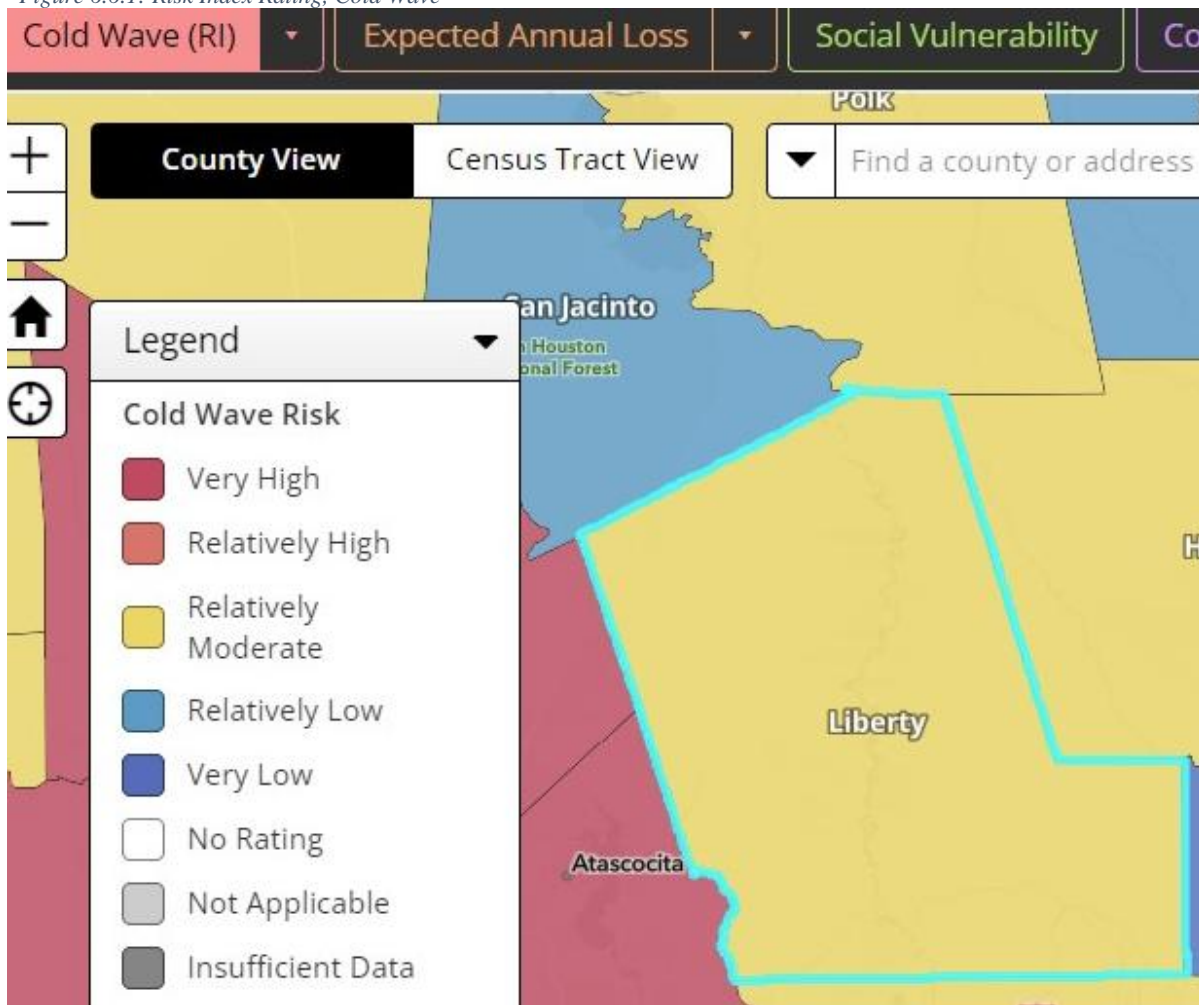 Cold Wave (RI)
Expected Annual Loss
Social Vulnerability
Polk
County View
Census Tract View
Find a county or address
San Jacinto
Houston
Forest
Legend
Cold Wave Risk
Very High
Relatively High
Relatively
Moderate
Relatively Low
Very Low
No Rating
Not Applicable
Insufficient Data
Liberty
Atascocita